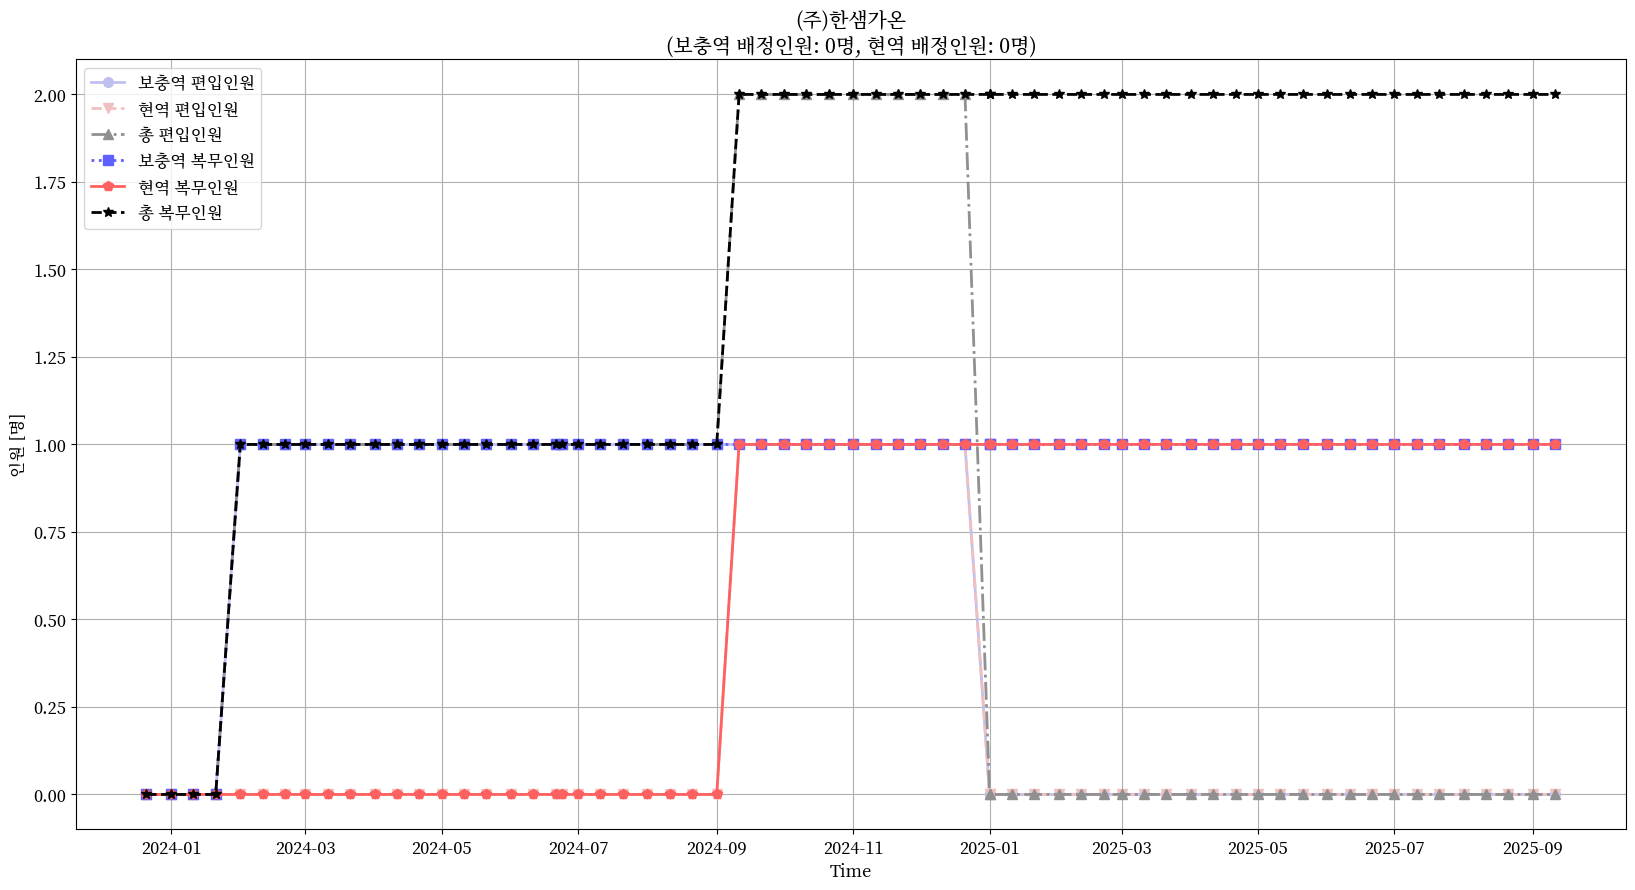 (주)한샘가온
(보충역 배정인원: 0명, 현역 배정인원: 0명)
보충역 편입인원
현역 편입인원
총 편입인원
보충역 복무인원
현역 복무인원
총 복무인원
인원 [명]
2.00
1.75
1.50
1.25
1.00
0.75
0.50
0.25
0.00
2024-01 2024-03 2024-05 2024-07 2024-09 2024-11 2025-01 2025-03 2025-05 2025-07 2025-09
Time